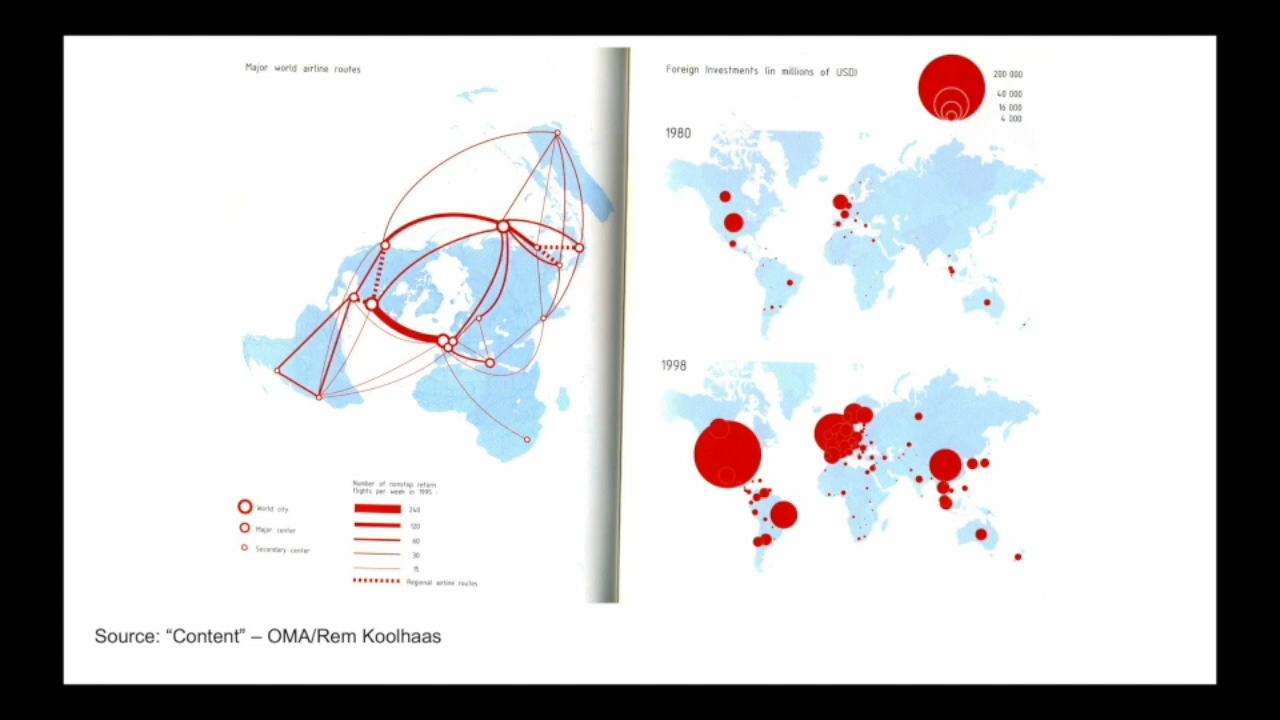 Major world airline routes
World city
Major center
Secondary center
Number of nonstop return
flights per week in 1995 :
240
120
60
30
15
Regional airline routes
Foreign Investments (in millions of USD)
200 000
40 000
16 000
4 000
1980
1998
Source: “Content” – OMA/Rem Koolhaas